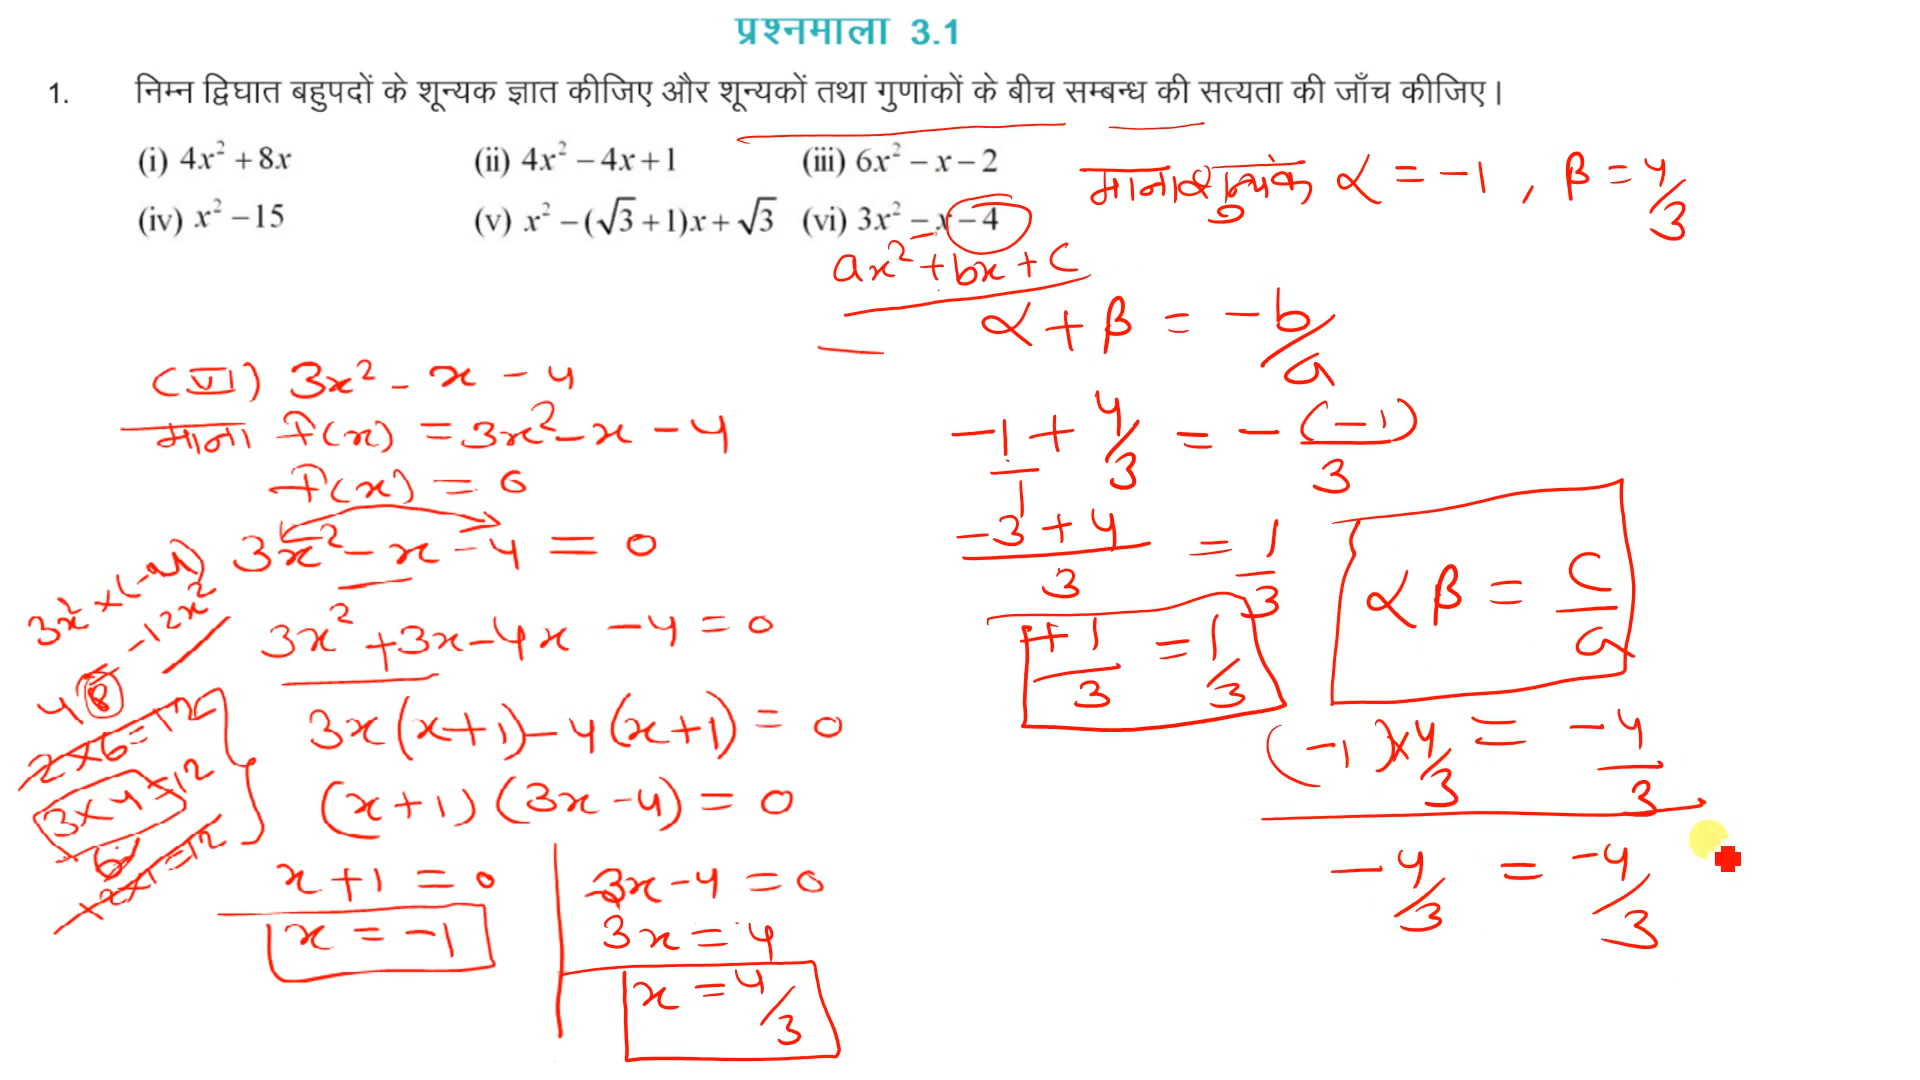 प्रश्नमाला 3.1
1. निम्न द्विघात बहुपदों के शून्यक ज्ञात कीजिए और शून्यकों तथा गुणांकों के बीच सम्बन्ध की सत्यता की जाँच कीजिए।
(i) 4x² + 8x (ii) 4x² − 4x + 1 (iii) 6x² − x − 2
(iv) x² − 15 (v) x² − (√3 + 1)x + √3 (vi) 3x² − x − 4
(VI) 3x² - x - 4
माना f(x) = 3x² - x - 4
f(x) = 0
3x² - x - 4 = 0
3x² + 3x - 4x - 4 = 0
3x(x+1) - 4(x+1) = 0
(x+1) (3x-4) = 0
x+1 = 0
x = -1
3x-4 = 0
3x = 4
x = 4/3
3x² × (-4)
-12x²
4 8
2×6=12
3×4=12
माना α = -1 , β = 4/3
ax² + bx + c
α + β = -b/a
-1/1 + 4/3 = -(-1)/3
-3+4/3 = 1/3
+1/3 = 1/3
αβ = c/a
(-1)×4/3 = -4/3
-4/3 = -4/3